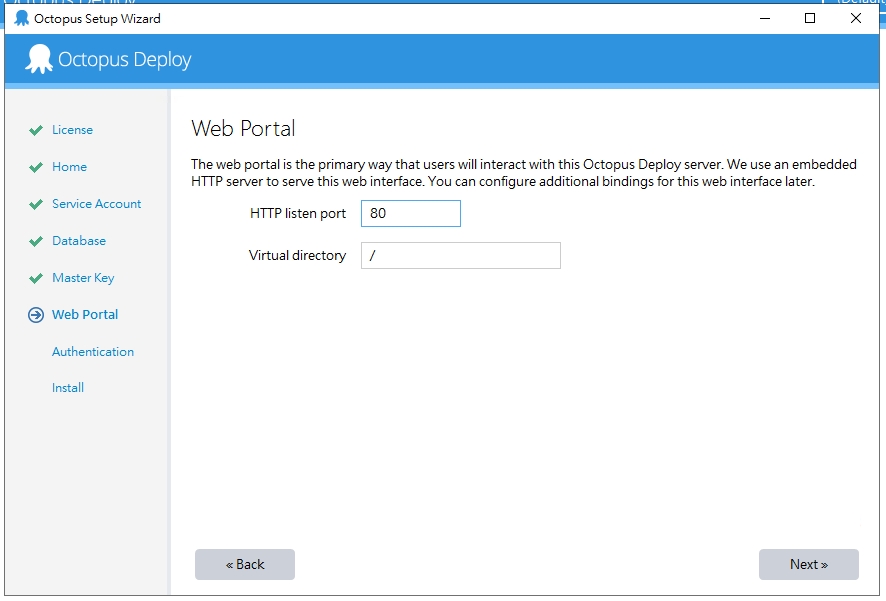 Octopus Deploy
(Default
Octopus Setup Wizard
Octopus Deploy
License
Home
Service Account
Database
Master Key
Web Portal
Authentication
Install
Web Portal
The web portal is the primary way that users will interact with this Octopus Deploy server. We use an embedded
HTTP server to serve this web interface. You can configure additional bindings for this web interface later.
HTTP listen port 80
Virtual directory /
« Back
Next »